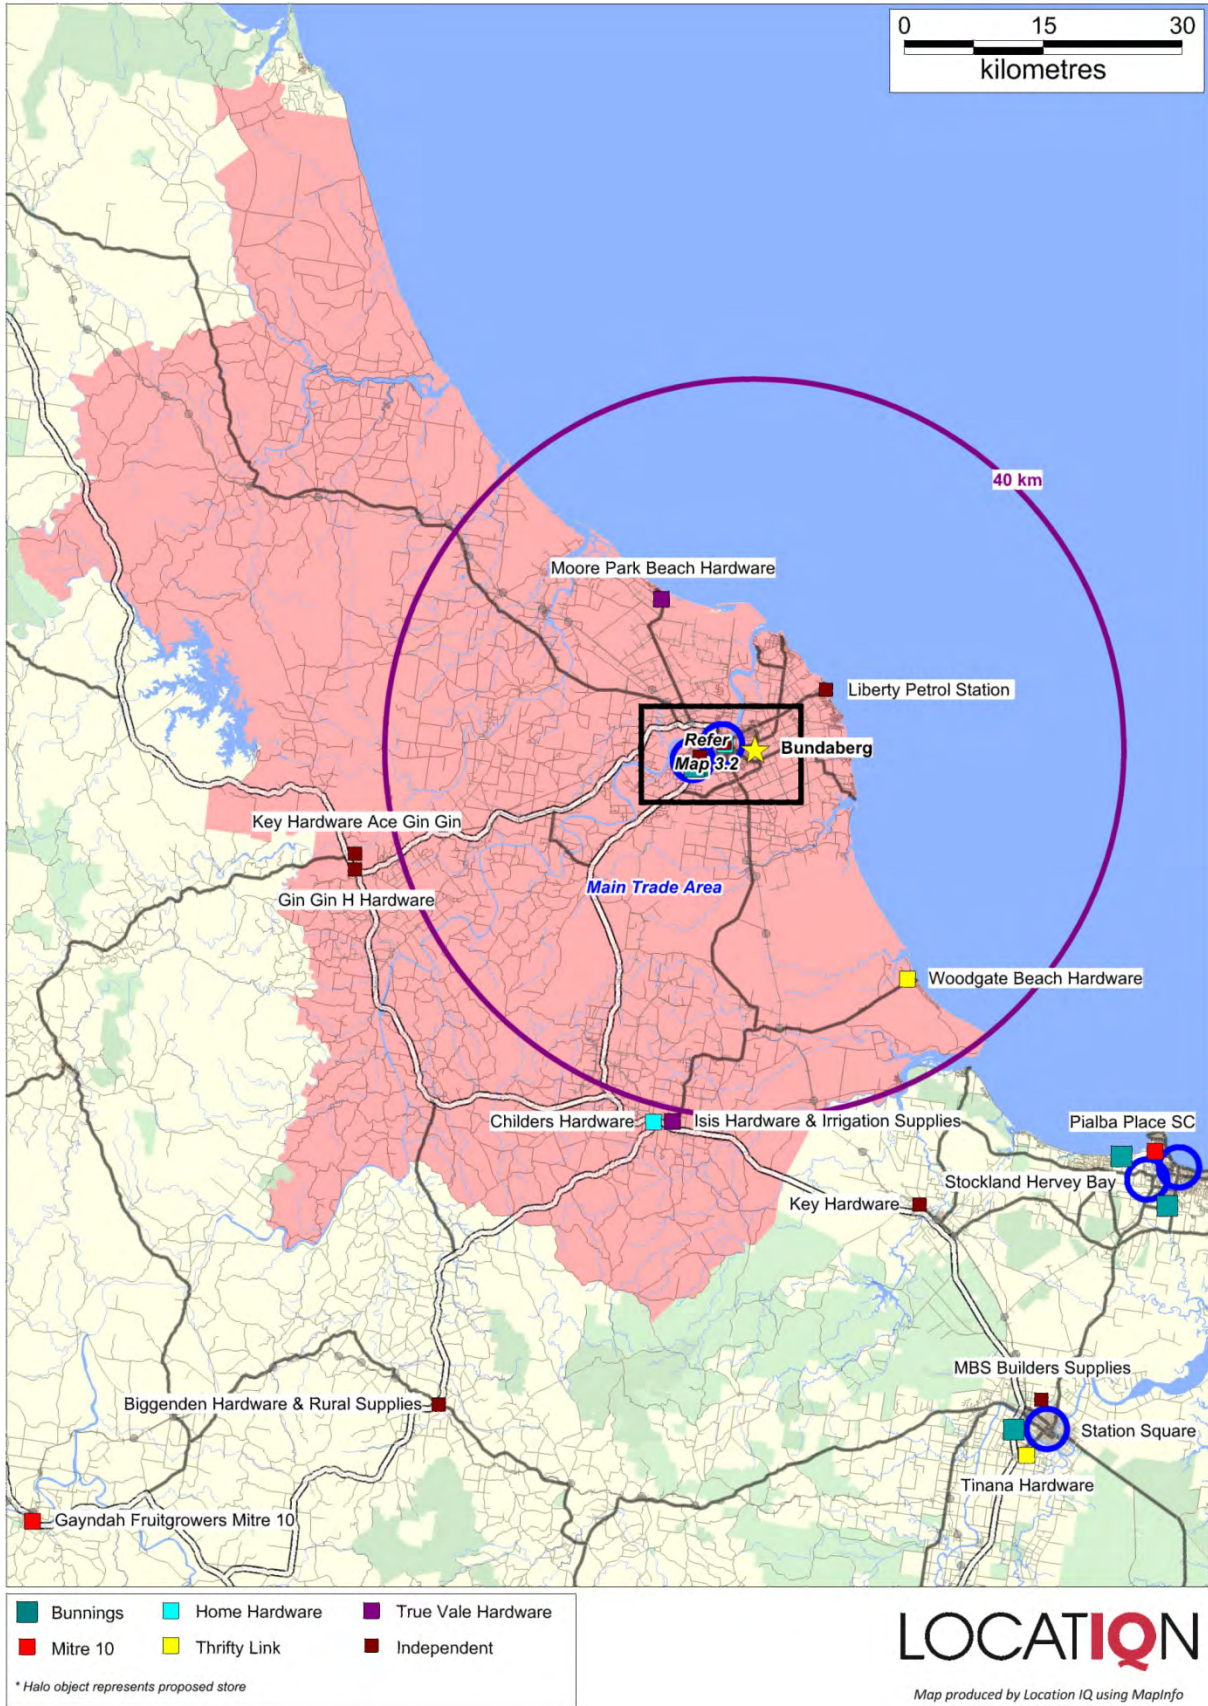 0 15 30
kilometres
40 km
Moore Park Beach Hardware
Liberty Petrol Station
Refer
Map 3.2
Bundaberg
Key Hardware Ace Gin Gin
Main Trade Area
Gin Gin H Hardware
Woodgate Beach Hardware
Childers Hardware
Isis Hardware & Irrigation Supplies
Pialba Place SC
Stockland Hervey Bay
Key Hardware
MBS Builders Supplies
Biggenden Hardware & Rural Supplies
Station Square
Tinana Hardware
Gayndah Fruitgrowers Mitre 10
Bunnings Home Hardware True Vale Hardware
Mitre 10 Thrifty Link Independent
* Halo object represents proposed store
LOCATIQN
Map produced by Location IQ using MapInfo